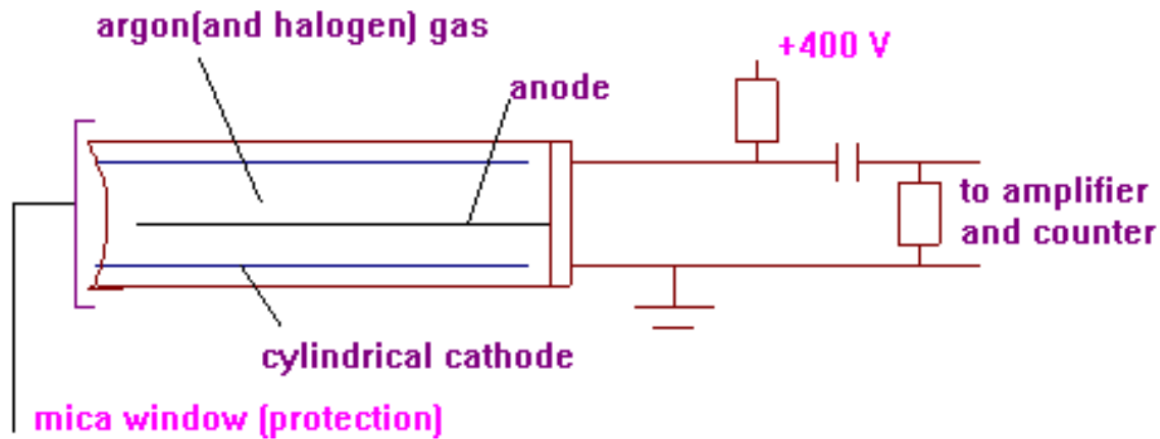 argon(and halogen) gas
+400 V
anode
to amplifier
and counter
cylindrical cathode
mica window (protection)